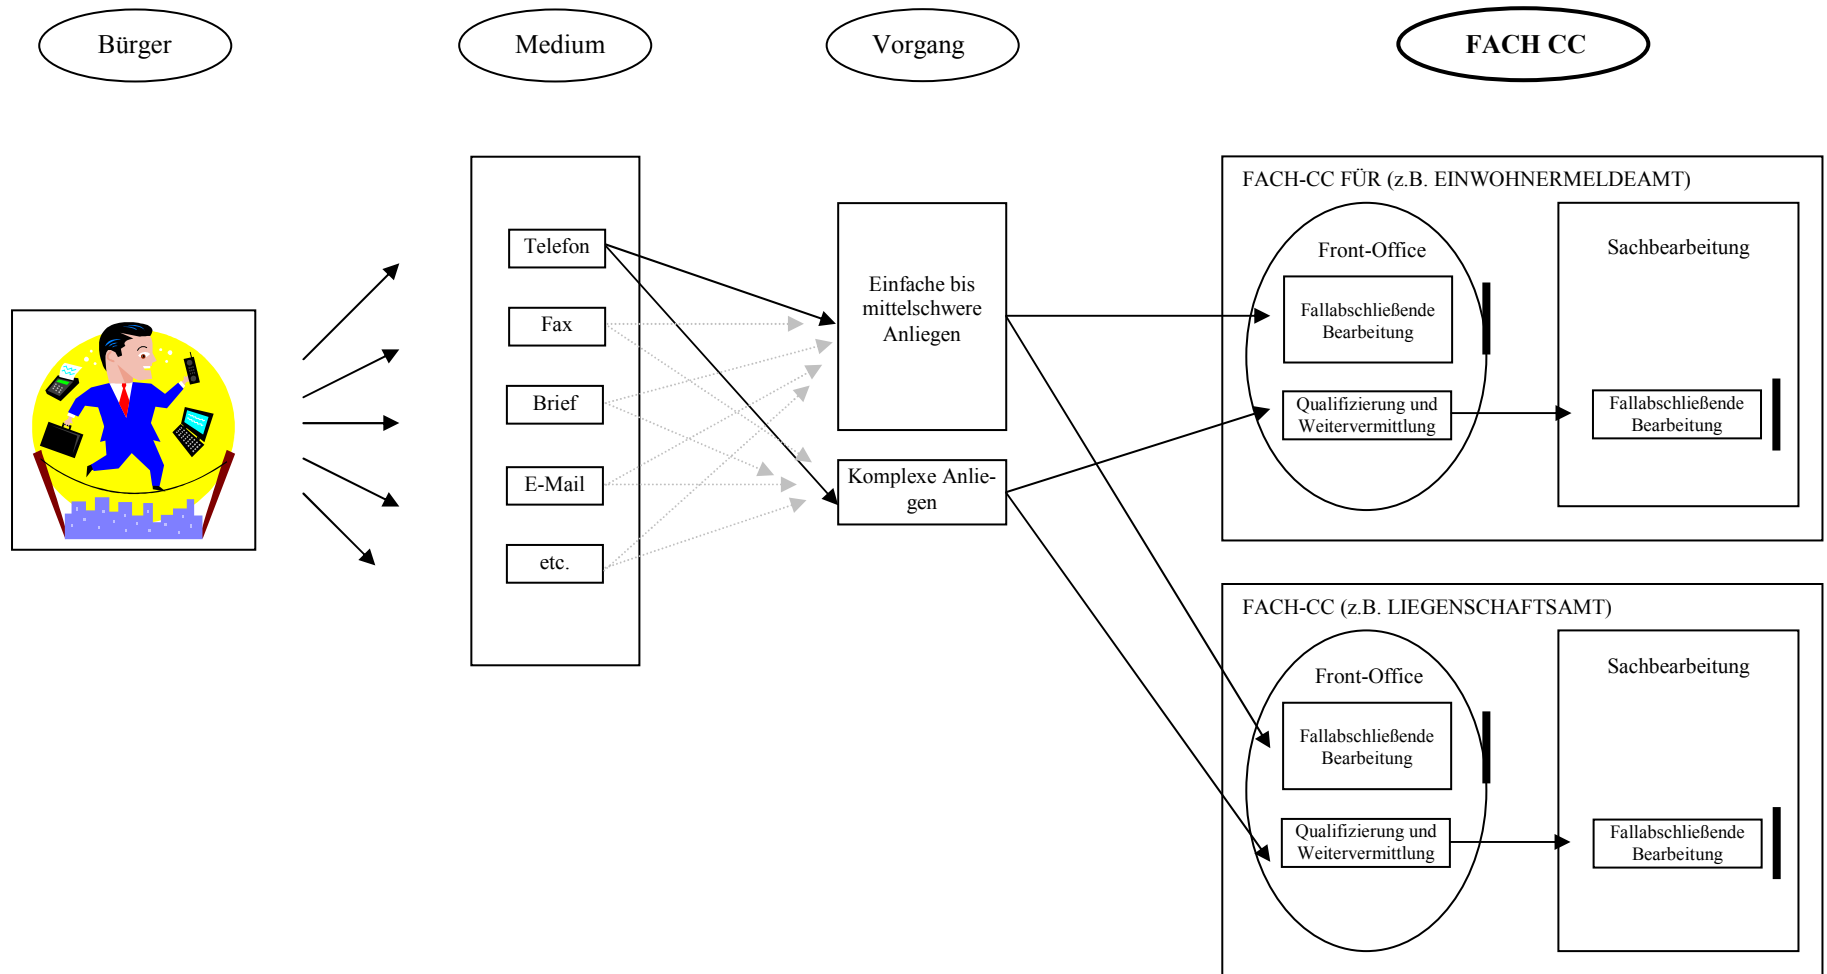 Bürger
Medium
Vorgang
FACH CC
Telefon
Fax
Brief
E-Mail
etc.
Einfache bis
mittelschwere
Anliegen
Komplexe Anlie-
gen
FACH-CC FÜR (z.B. EINWOHNERMELDEAMT)
Front-Office
Fallabschließende
Bearbeitung
Qualifizierung und
Weitervermittlung
Sachbearbeitung
Fallabschließende
Bearbeitung
FACH-CC (z.B. LIEGENSCHAFTSAMT)
Front-Office
Fallabschließende
Bearbeitung
Qualifizierung und
Weitervermittlung
Sachbearbeitung
Fallabschließende
Bearbeitung